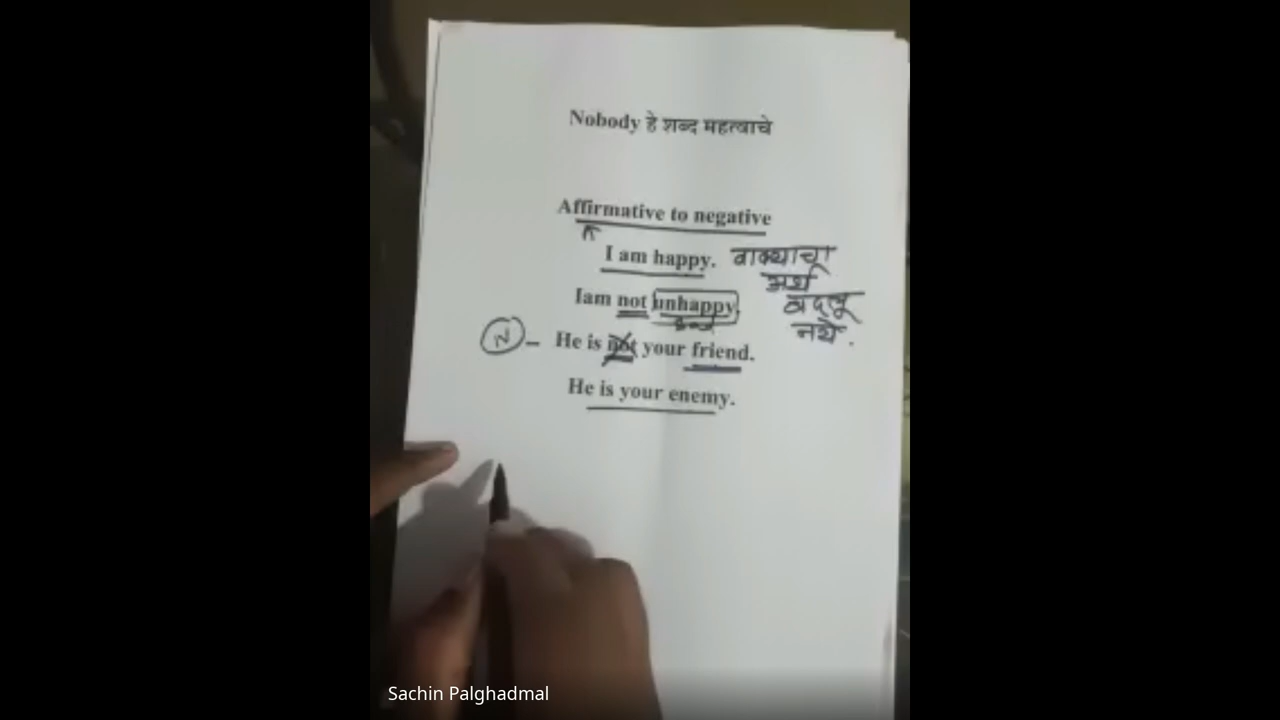 Nobody हे शब्द महत्वाचे
Affirmative to negative
I am happy.
वाक्याचा
अर्थ
बदलू
नये.
Iam not unhappy.
Sad
N - He is not your friend.
He is your enemy.
Sachin Palghadmal